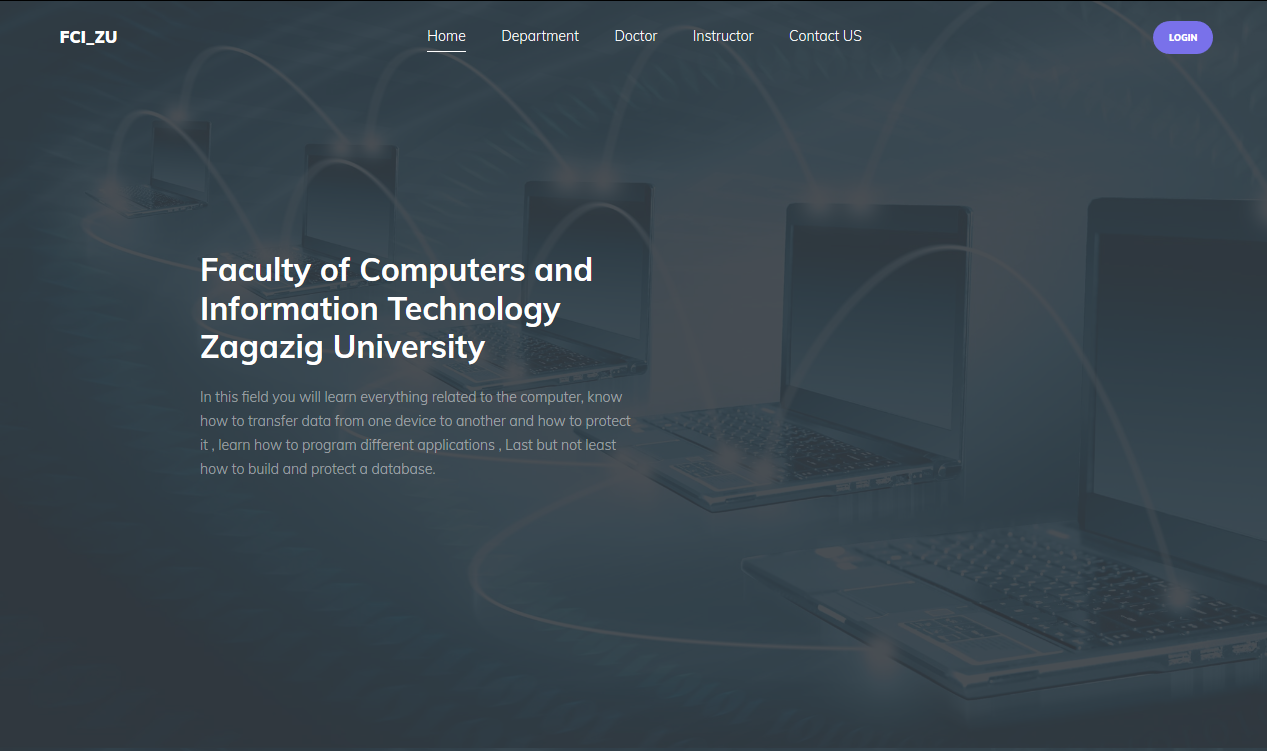 FCI_ZU
Home Department Doctor Instructor Contact US
LOGIN
Faculty of Computers and
Information Technology
Zagazig University
In this field you will learn everything related to the computer, know
how to transfer data from one device to another and how to protect
it , learn how to program different applications , Last but not least
how to build and protect a database.